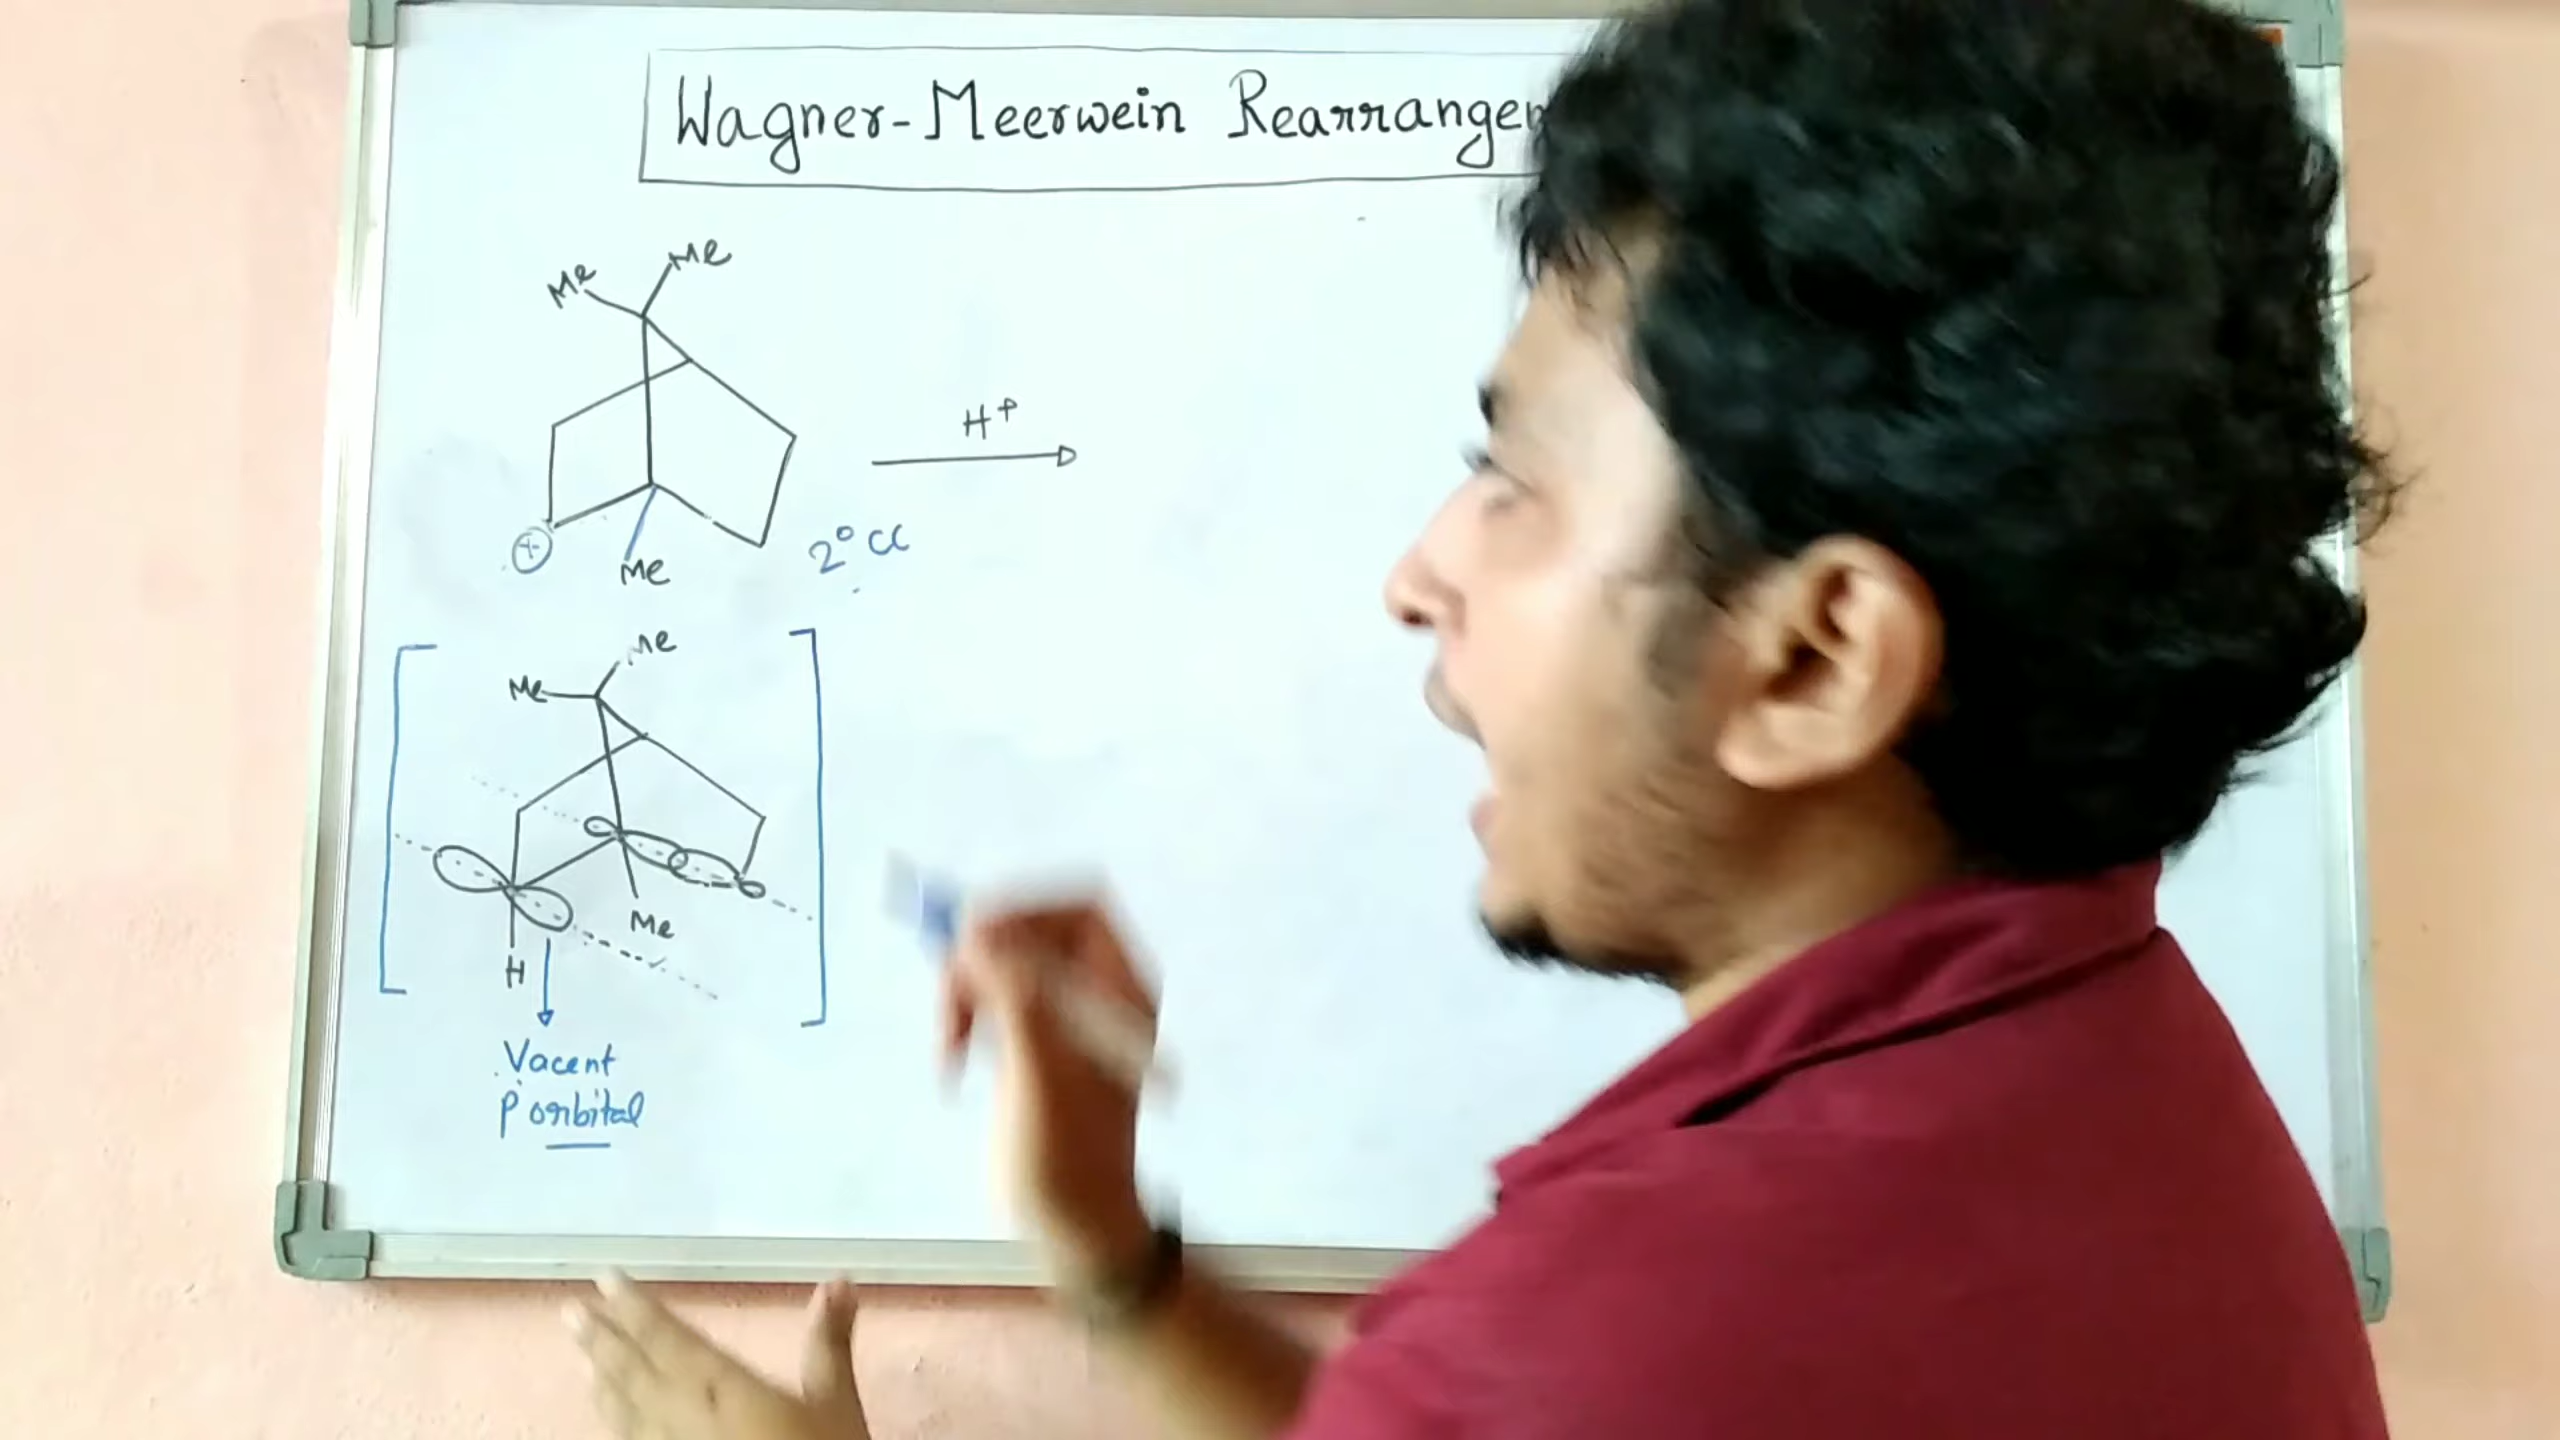 Wagner-Meerwein Rearrangem
Me
Me
H+
⊕
Me
2° CC
Me
Me
Me
H
Vacent
p orbital